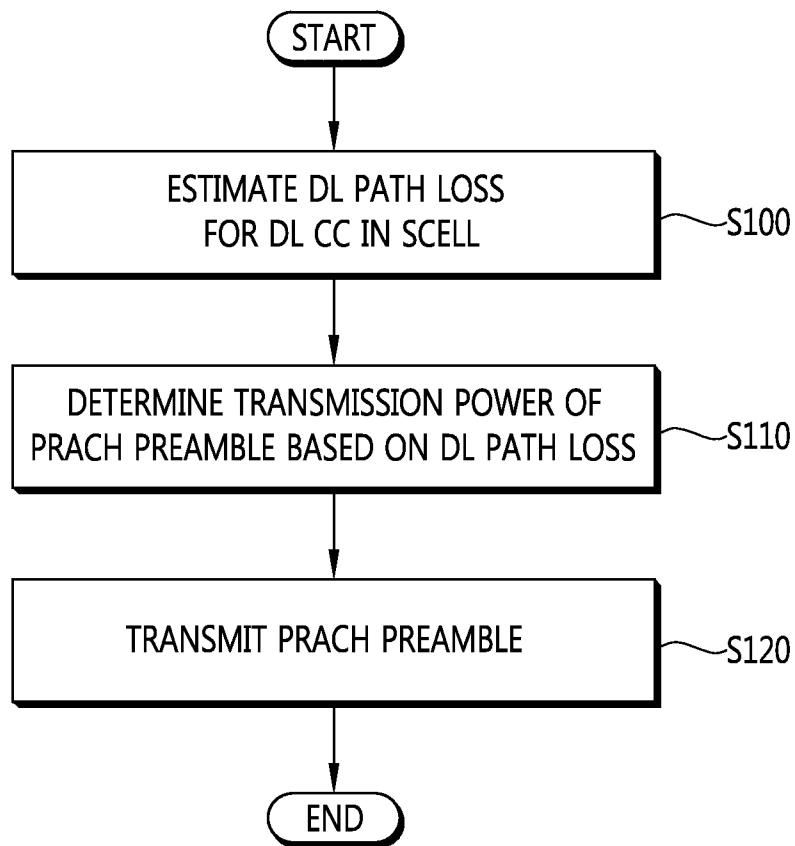 START
ESTIMATE DL PATH LOSS
FOR DL CC IN SCELL
S100
DETERMINE TRANSMISSION POWER OF
PRACH PREAMBLE BASED ON DL PATH LOSS
S110
TRANSMIT PRACH PREAMBLE
S120
END